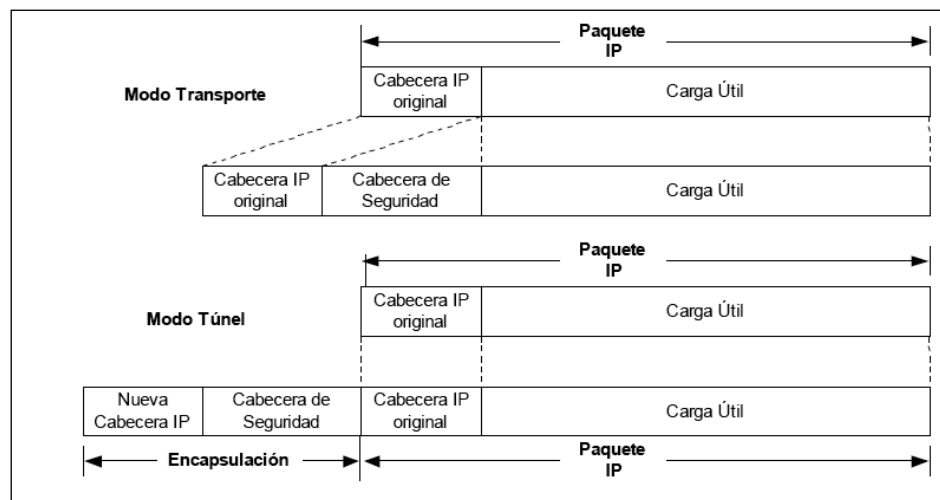 Paquete
IP
Modo Transporte
Cabecera IP
original
Carga Útil
Cabecera IP
original
Cabecera de
Seguridad
Carga Útil
Paquete
IP
Modo Túnel
Cabecera IP
original
Carga Útil
Nueva
Cabecera IP
Cabecera de
Seguridad
Cabecera IP
original
Carga Útil
Encapsulación
Paquete
IP